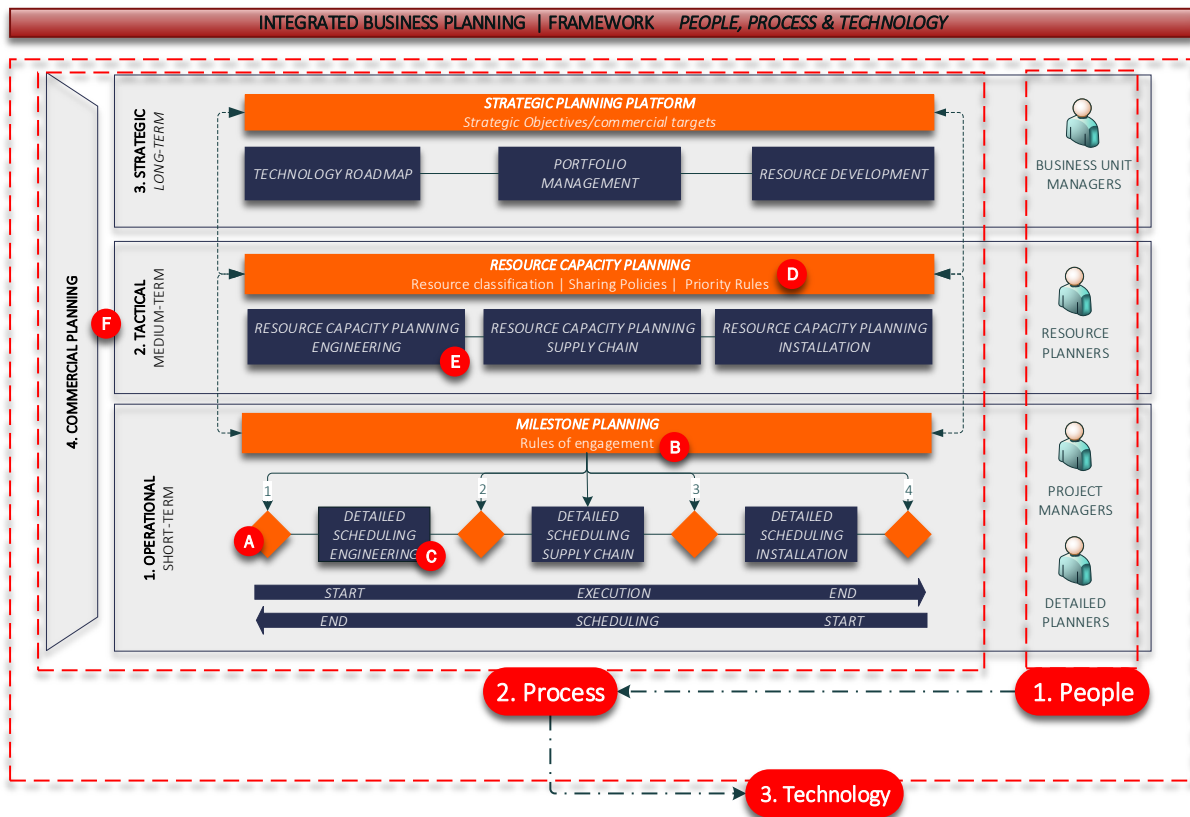 INTEGRATED BUSINESS PLANNING | FRAMEWORK PEOPLE, PROCESS & TECHNOLOGY
4. COMMERCIAL PLANNING
F
3. STRATEGIC
LONG-TERM
STRATEGIC PLANNING PLATFORM
Strategic Objectives/commercial targets
TECHNOLOGY ROADMAP
PORTFOLIO
MANAGEMENT
RESOURCE DEVELOPMENT
BUSINESS UNIT
MANAGERS
2. TACTICAL
MEDIUM-TERM
RESOURCE CAPACITY PLANNING
Resource classification | Sharing Policies | Priority Rules
D
RESOURCE CAPACITY PLANNING
ENGINEERING
E
RESOURCE CAPACITY PLANNING
SUPPLY CHAIN
RESOURCE CAPACITY PLANNING
INSTALLATION
RESOURCE
PLANNERS
1. OPERATIONAL
SHORT-TERM
MILESTONE PLANNING
Rules of engagement
B
1
2
3
4
A
DETAILED
SCHEDULING
ENGINEERING
C
DETAILED
SCHEDULING
SUPPLY CHAIN
DETAILED
SCHEDULING
INSTALLATION
START EXECUTION END
END SCHEDULING START
PROJECT
MANAGERS
DETAILED
PLANNERS
2. Process
1. People
3. Technology